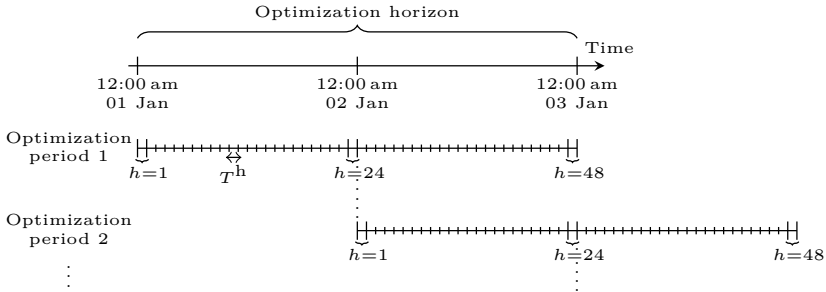 Optimization horizon
Time
12:00 am 12:00 am 12:00 am
01 Jan 02 Jan 03 Jan
Optimization
period 1
h=1 T^h h=24 h=48
Optimization
period 2
h=1 h=24 h=48